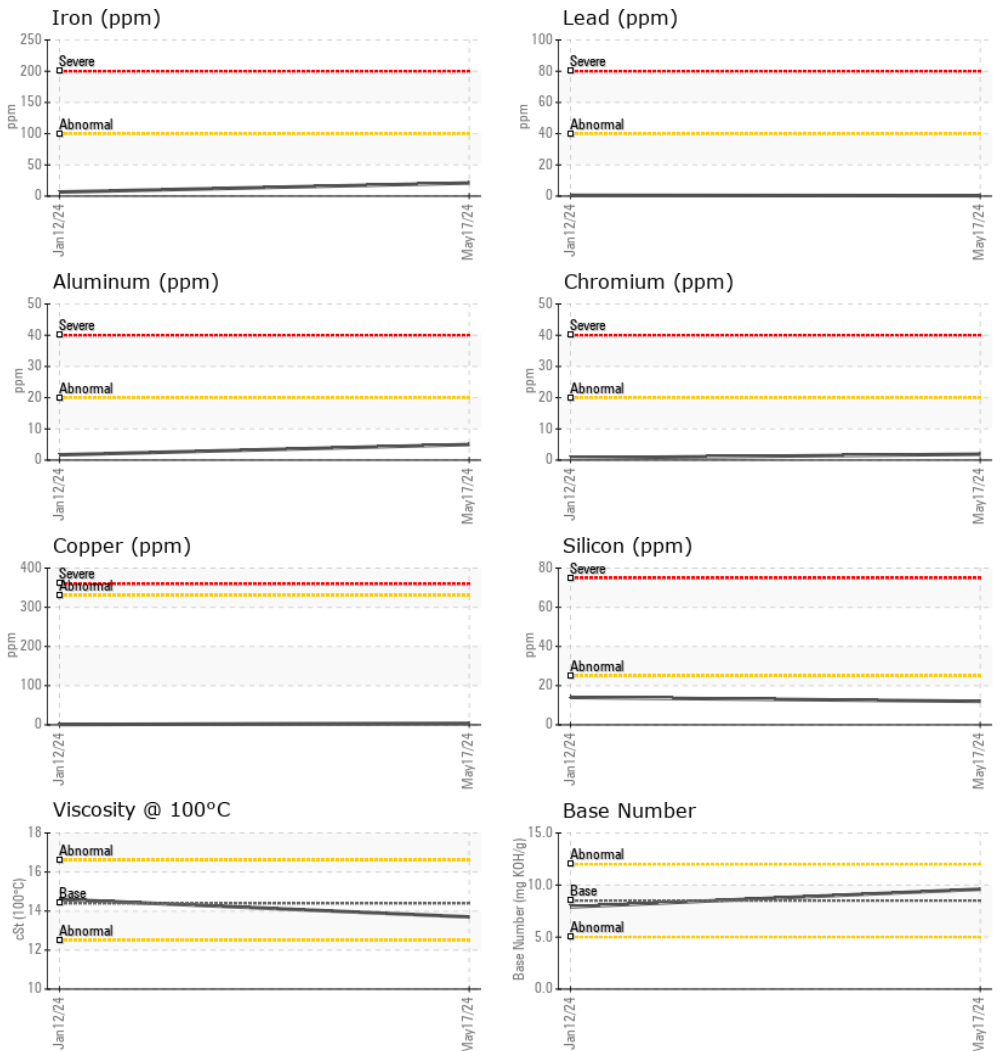 Iron (ppm)
250
200
150
100
50
0
ppm
Severe
Abnormal
Jan12/24
May17/24
Lead (ppm)
100
80
60
40
20
0
ppm
Severe
Abnormal
Jan12/24
May17/24
Aluminum (ppm)
50
40
30
20
10
0
ppm
Severe
Abnormal
Jan12/24
May17/24
Chromium (ppm)
50
40
30
20
10
0
ppm
Severe
Abnormal
Jan12/24
May17/24
Copper (ppm)
400
300
200
100
0
ppm
Severe
Abnormal
Jan12/24
May17/24
Silicon (ppm)
80
60
40
20
0
ppm
Severe
Abnormal
Jan12/24
May17/24
Viscosity @ 100°C
18
16
14
12
10
cSt (100°C)
Abnormal
Base
Abnormal
Jan12/24
May17/24
Base Number
15.0
10.0
5.0
0.0
Base Number (mg KOH/g)
Abnormal
Base
Abnormal
Jan12/24
May17/24